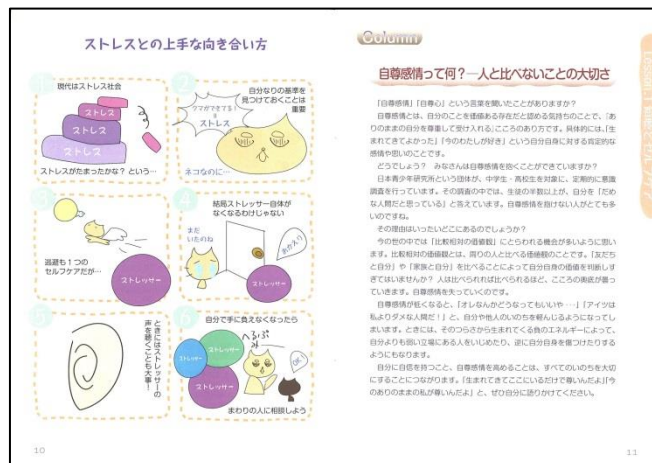 ストレスとの上手な向き合い方
1
現代はストレス社会
ストレス
ストレス
ストレス
ストレスがたまったかな？ という…
2
自分なりの基準を
見つけておくことは
重要
クマができてる！
＝
ストレス
ネコなのに…
3
逃避も１つの
セルフケアだが…
ストレッサー
4
結局ストレッサー自体が
なくなるわけじゃない
まだ
いたのね
おかえり
ストレッサー
5
ときにはストレッサーの
声を聴くことも大事！
6
自分で手に負えなくなったら
へるぷ
みー
ストレッサー
ストレッサー
ストレッサー
OK!
まわりの人に相談しよう
10
Column
自尊感情って何？―人と比べないことの大切さ
「自尊感情」「自尊心」という言葉を聞いたことがありますか？
自尊感情とは、自分のことを価値ある存在だと認める気持ちのことで、「あ
りのままの自分を尊重して受け入れる」こころのあり方です。具体的には、「生
まれてきてよかった」「今のわたしが好き」という自分自身に対する肯定的な
感情や思いのことです。
どうでしょう？ みなさんは自尊感情を抱くことができていますか？
日本青少年研究所という団体が、中学生・高校生を対象に、定期的に意識
調査を行っています。その調査の中では、生徒の半数以上が、自分を「だめ
な人間だと思っている」と答えています。自尊感情を抱けない人がとても多
いのですね。
その理由はいったいどこにあるのでしょうか？
今の世の中では「比較相対の価値観」にとらわれる機会が多いように思い
ます。比較相対の価値観とは、周りの人と比べる価値観のことです。「友だち
と自分」や「家族と自分」を比べることによって自分自身の価値を判断しす
ぎてはいませんか？ 人は比べられれば比べられるほど、こころの奥底が曇っ
ていきます。自尊感情を失っていくのです。
自尊感情が低くなると、「オレなんかどうなってもいいや…」「アイツは
私よりダメな人間だ！」と、自分や他人のいのちを軽んじるようになってし
まいます。ときには、そのつらさから生まれてくる負のエネルギーによって、
自分よりも弱い立場にある人をいじめたり、逆に自分自身を傷つけたりする
ようにもなります。
自分に自信を持つこと、自尊感情を高めることは、すべてのいのちを大切
にすることにつながります。「生まれてきてここにいるだけで尊いんだよ」「今
のありのままの私が尊いんだよ」と、ぜひ自分に語りかけてください。
11